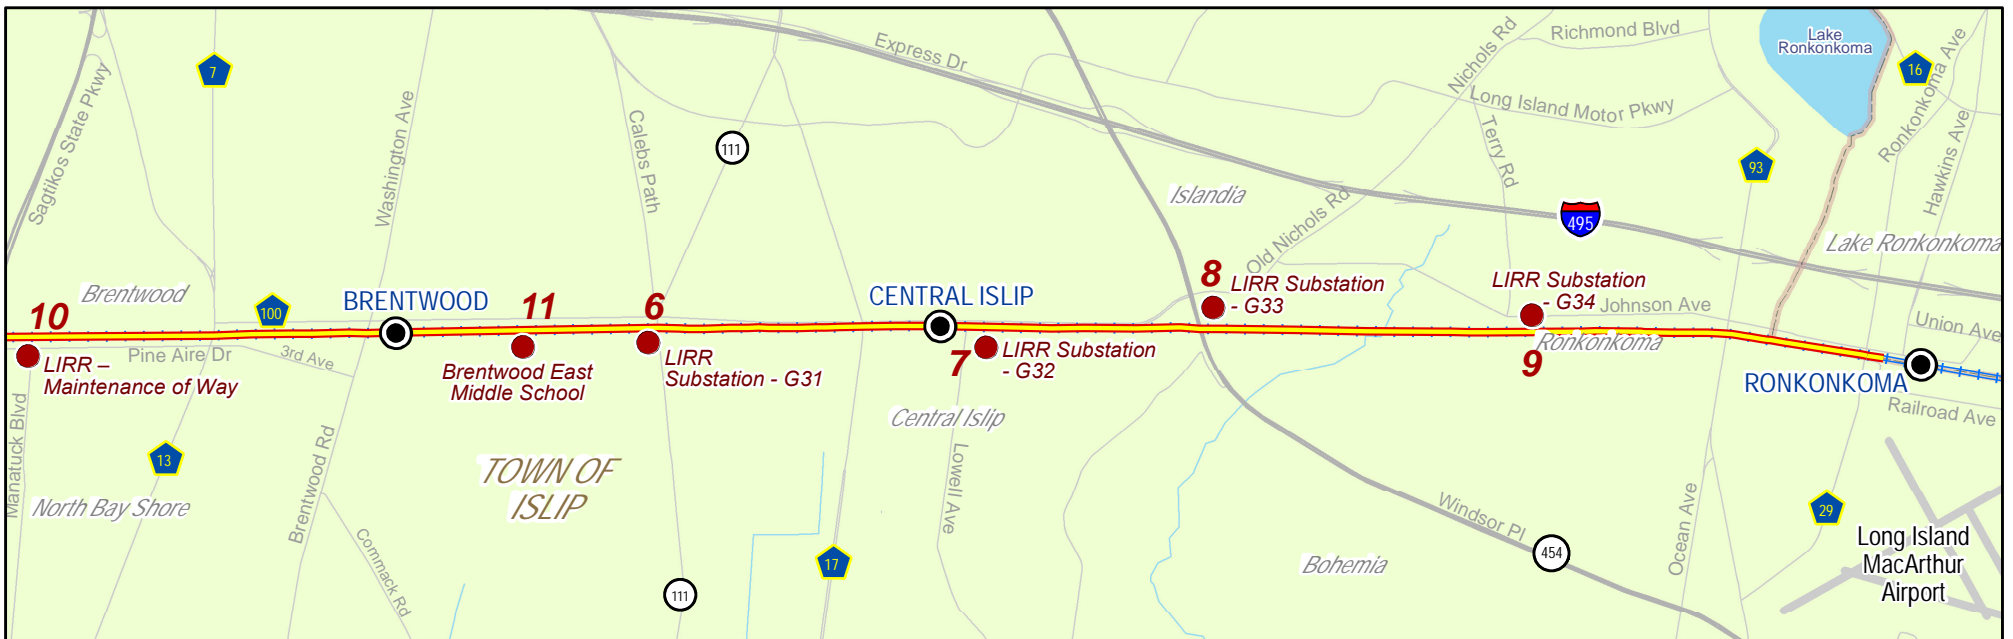 Express Dr
Richmond Blvd
Lake
Ronkonkoma
7
16
Nichols Rd
Ronkonkoma Ave
Sagtikos State Pkwy
Washington Ave
Calebs Path
111
Long Island Motor Pkwy
Terry Rd
93
Hawkins Ave
Islandia
Old Nichols Rd
495
Lake Ronkonkoma
Brentwood
100
BRENTWOOD
10
11
6
CENTRAL ISLIP
8
LIRR Substation
- G33
LIRR Substation
- G34
Johnson Ave
Union Ave
Pine Aire Dr
3rd Ave
LIRR –
Maintenance of Way
Brentwood East
Middle School
LIRR
Substation - G31
7
LIRR Substation
- G32
9
Ronkonkoma
RONKONKOMA
Railroad Ave
Manatuck Blvd
13
Brentwood Rd
TOWN OF
ISLIP
Central Islip
Lowell Ave
North Bay Shore
Commack Rd
111
17
Windsor Pl
454
Bohemia
Ocean Ave
29
Long Island
MacArthur
Airport